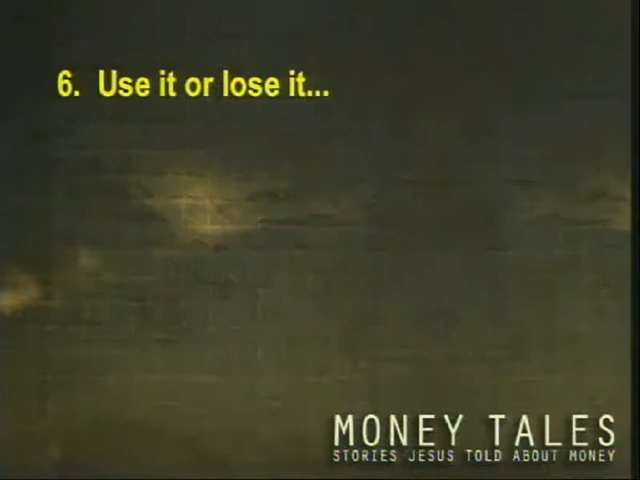 6. Use it or lose it...
MONEY TALES
STORIES JESUS TOLD ABOUT MONEY